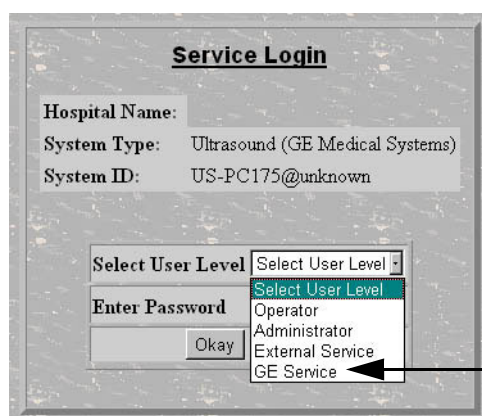 Service Login
Hospital Name:
System Type: Ultrasound (GE Medical Systems)
System ID: US-PC175@unknown
Select User Level Select User Level
Select User Level
Enter Password
Operator
Administrator
Okay
External Service
GE Service